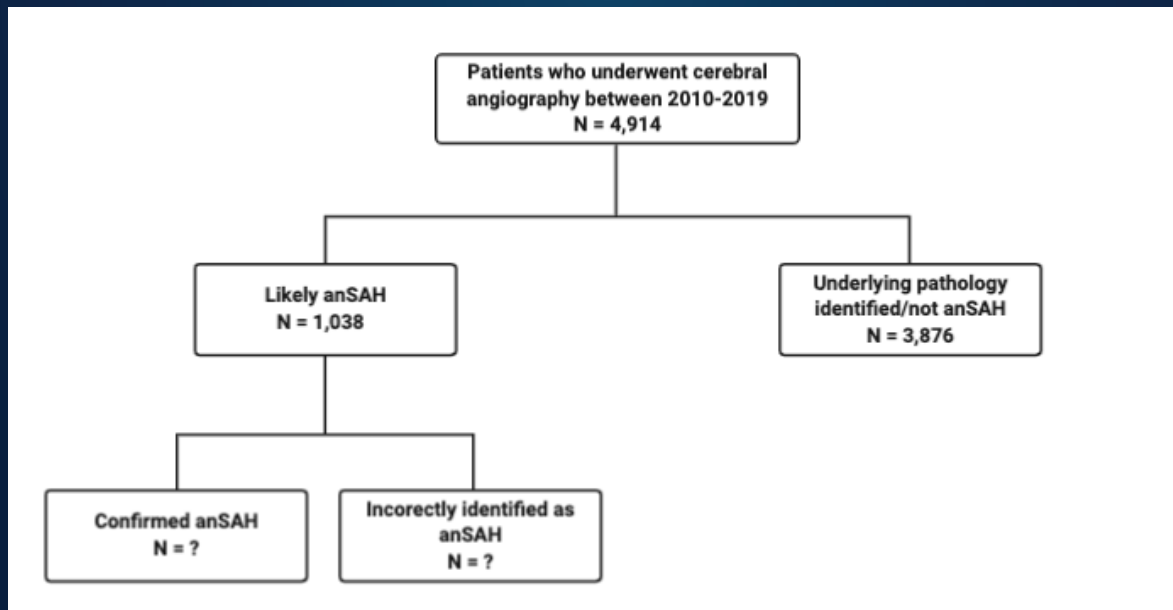 Patients who underwent cerebral
angiography between 2010-2019
N = 4,914
Likely anSAH
N = 1,038
Underlying pathology
identified/not anSAH
N = 3,876
Confirmed anSAH
N = ?
Incorectly identified as
anSAH
N = ?